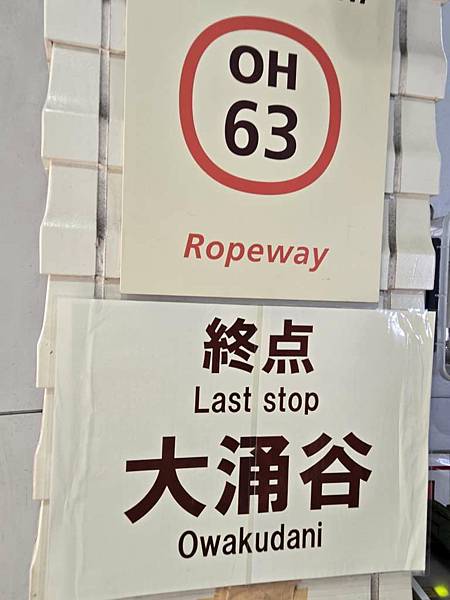 OH
63
Ropeway
終点
Last stop
大涌谷
Owakudani